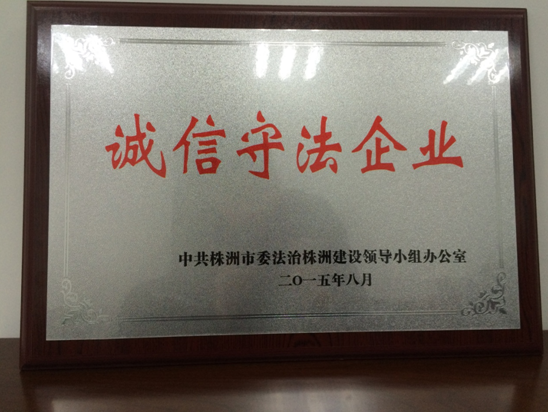 诚信守法企业
中共株洲市委法治株洲建设领导小组办公室
二〇一五年八月